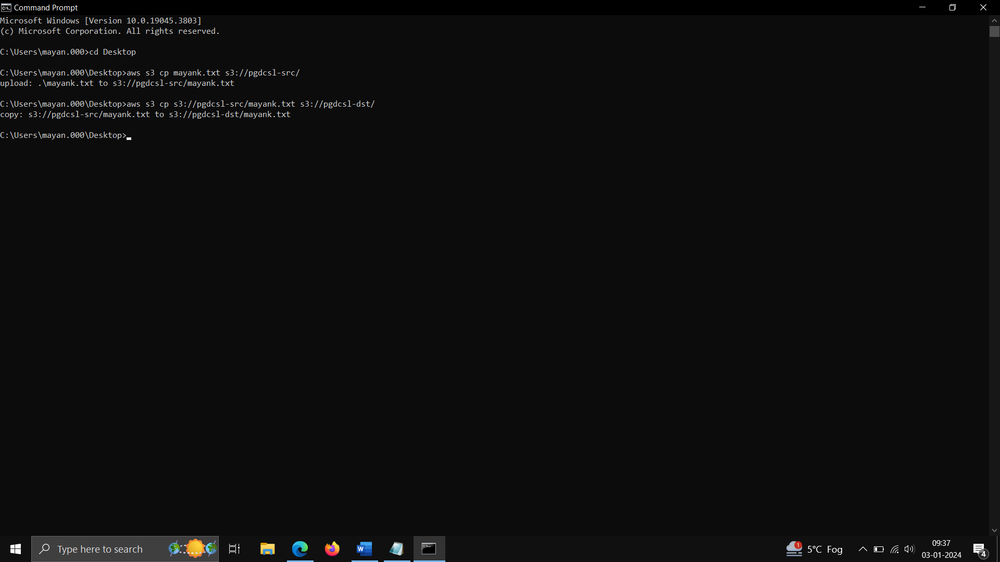 Command Prompt
Microsoft Windows [Version 10.0.19045.3803]
(c) Microsoft Corporation. All rights reserved.
C:\Users\mayan.000>cd Desktop
C:\Users\mayan.000\Desktop>aws s3 cp mayank.txt s3://pgdcsl-src/
upload: .\mayank.txt to s3://pgdcsl-src/mayank.txt
C:\Users\mayan.000\Desktop>aws s3 cp s3://pgdcsl-src/mayank.txt s3://pgdcsl-dst/
copy: s3://pgdcsl-src/mayank.txt to s3://pgdcsl-dst/mayank.txt
C:\Users\mayan.000\Desktop>
Type here to search
W
1
5°C Fog
09:37
03-01-2024
4